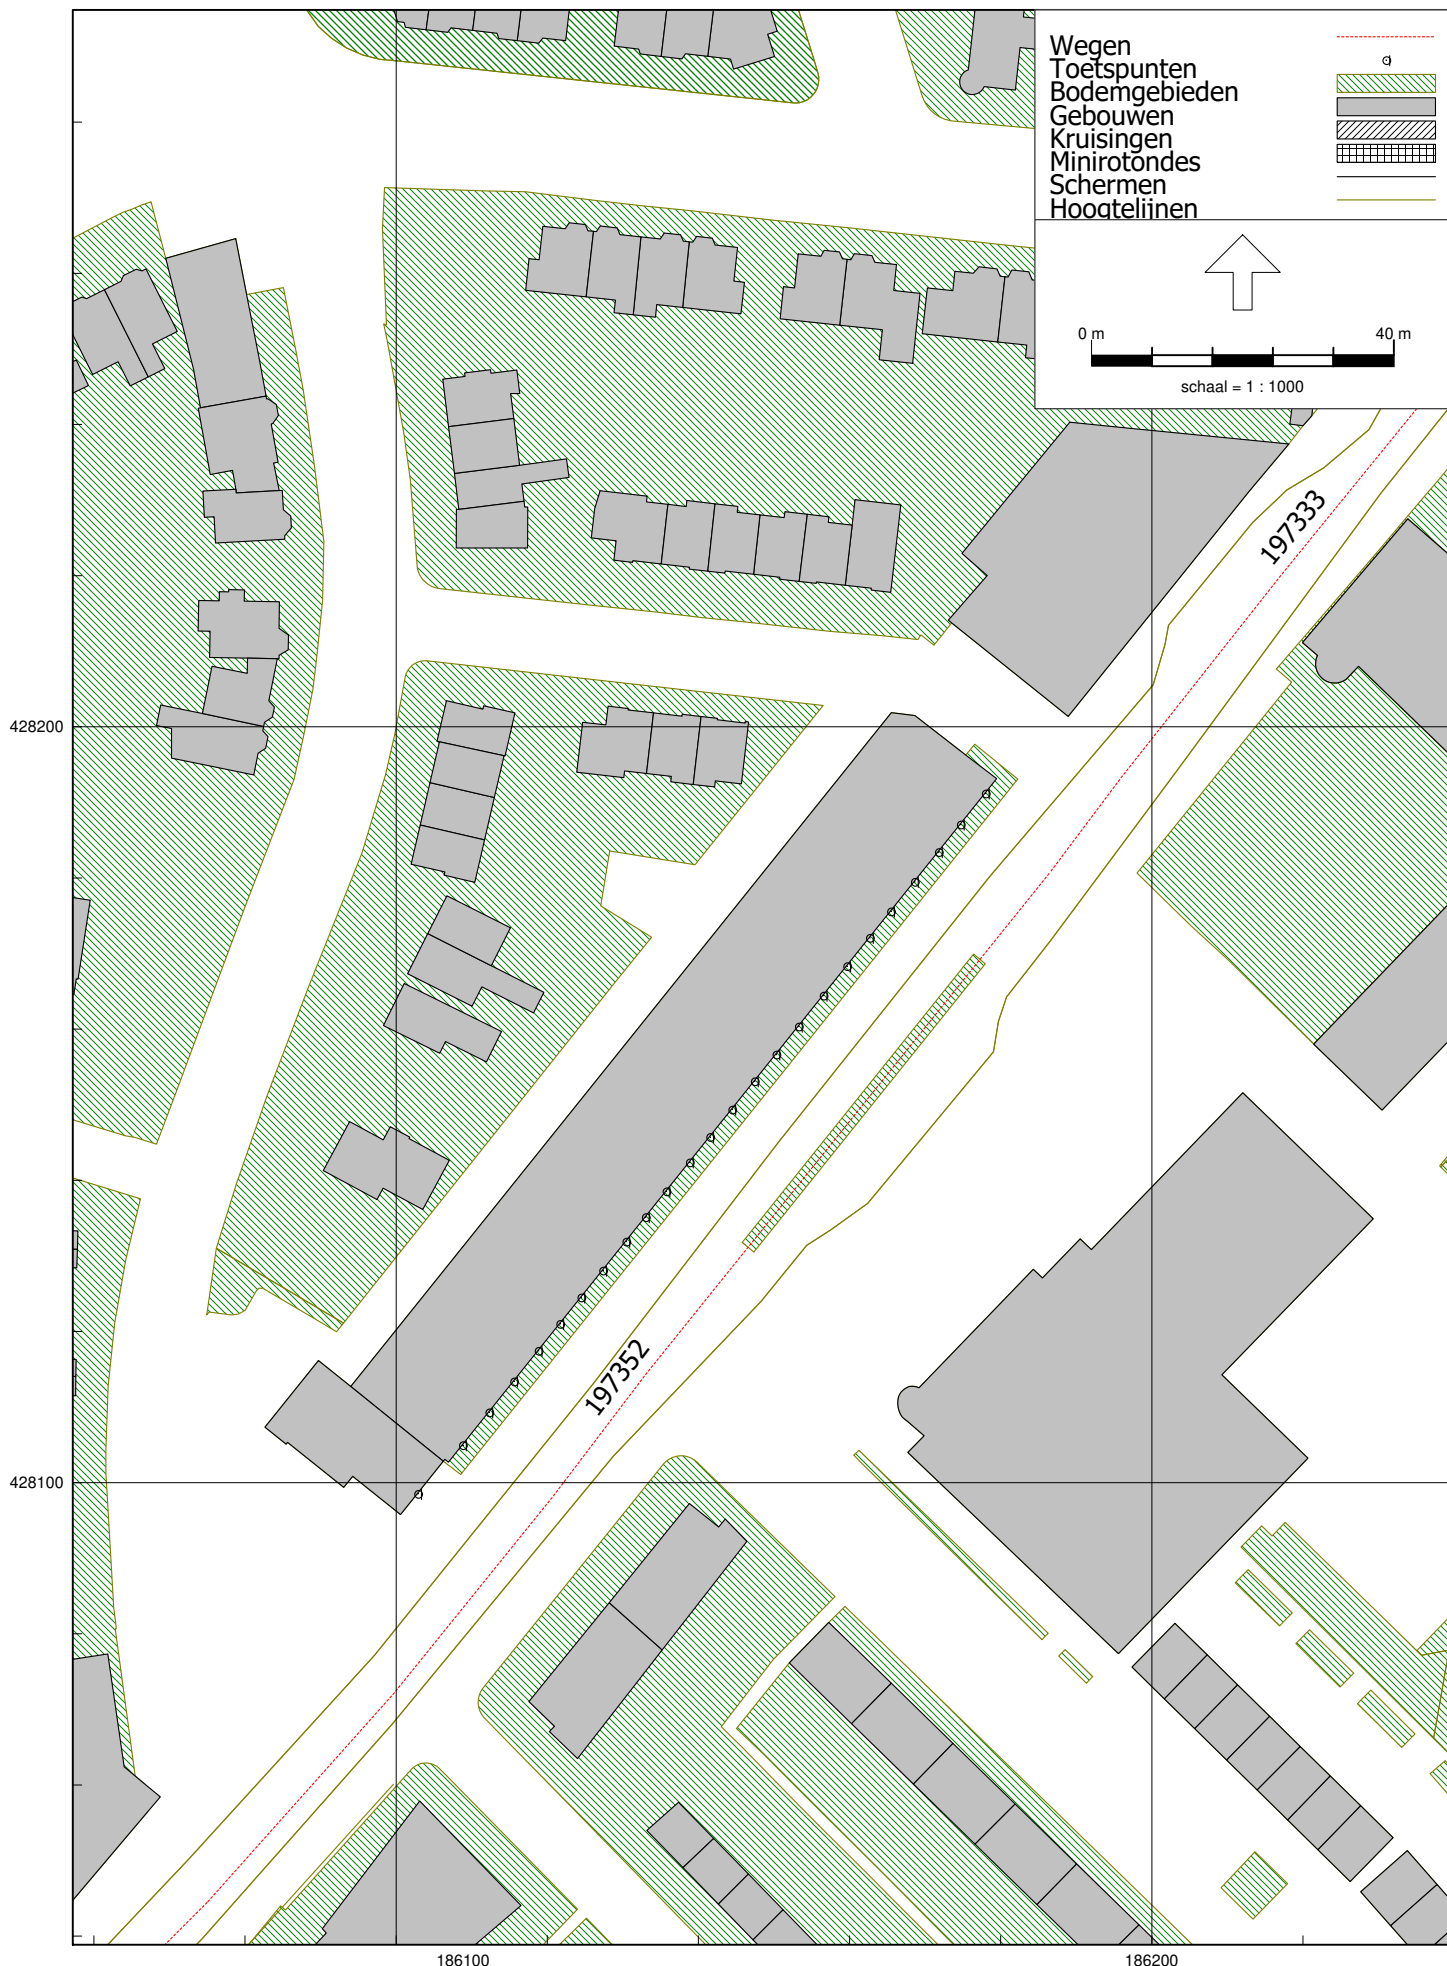 Wegen
Toetspunten
Bodemgebieden
Gebouwen
Kruisingen
Minirotondes
Schermen
Hoogtelijnen
0 m 40 m
schaal = 1 : 1000
197333
428200
197352
428100
186100 186200